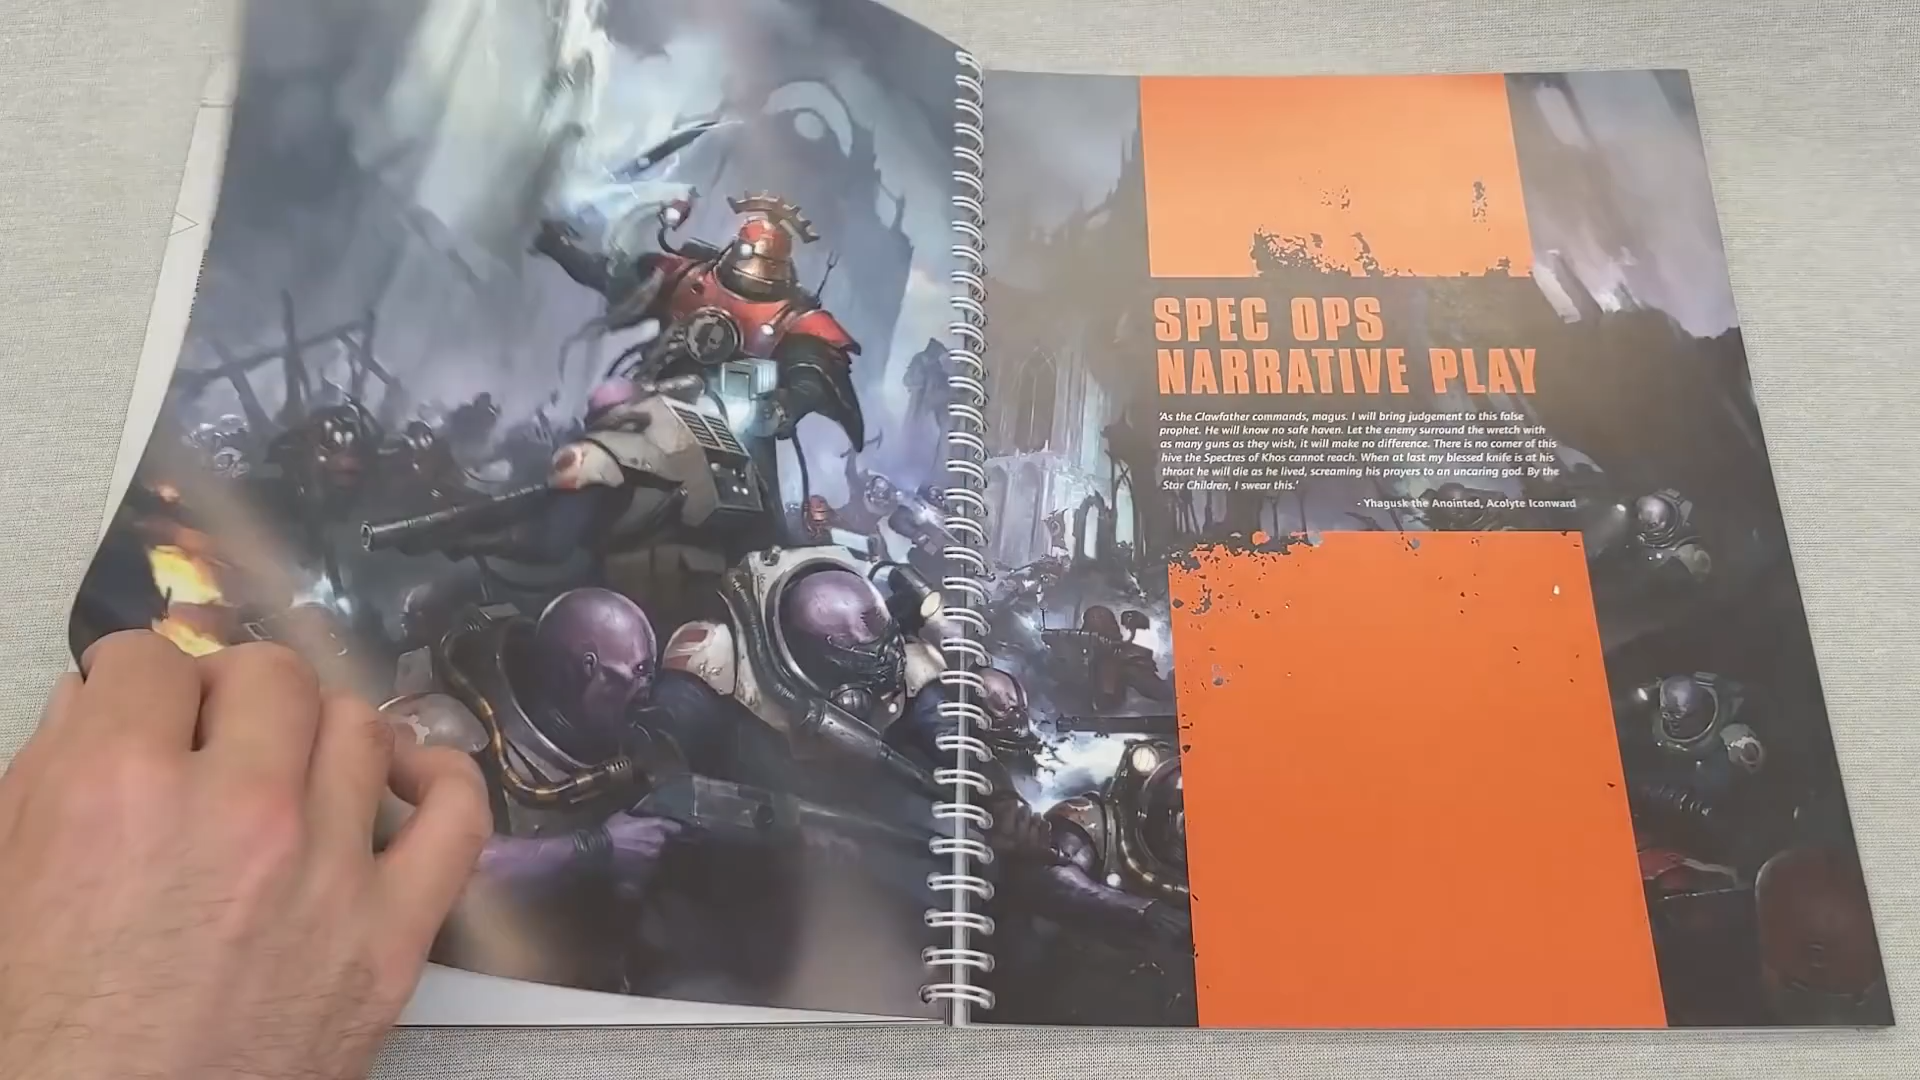 SPEC OPS
NARRATIVE PLAY
'As the Clawfather commands, magus. I will bring judgement to this false
prophet. He will know no safe haven. Let the enemy surround the wretch with
as many guns as they wish, it will make no difference. There is no corner of this
hive the Spectres of Khos cannot reach. When at last my blessed knife is at his
throat he will die as he lived, screaming his prayers to an uncaring god. By the
Star Children, I swear this.'
- Yhagusk the Anointed, Acolyte Iconward